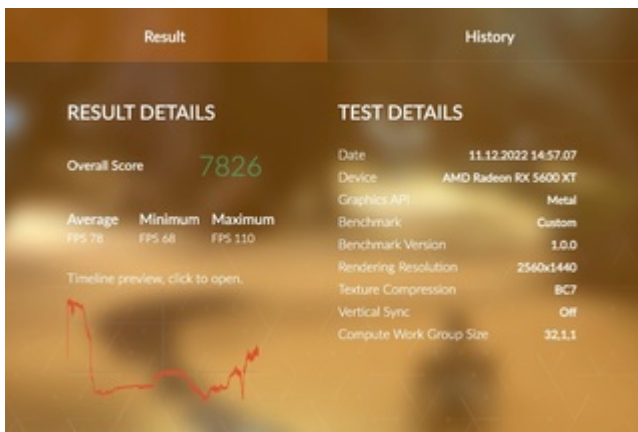 Result
History
RESULT DETAILS
Overall Score 7826
Average Minimum Maximum
FPS 78 FPS 68 FPS 110
Timeline preview, click to open.
TEST DETAILS
Date 11.12.2022 14:57.07
Device AMD Radeon RX 5600 XT
Graphics API Metal
Benchmark Custom
Benchmark Version 1.0.0
Rendering Resolution 2560x1440
Texture Compression BC7
Vertical Sync Off
Compute Work Group Size 32,1,1